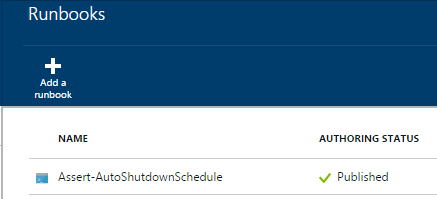 Runbooks
Add a
runbook
NAME AUTHORING STATUS
Assert-AutoShutdownSchedule Published